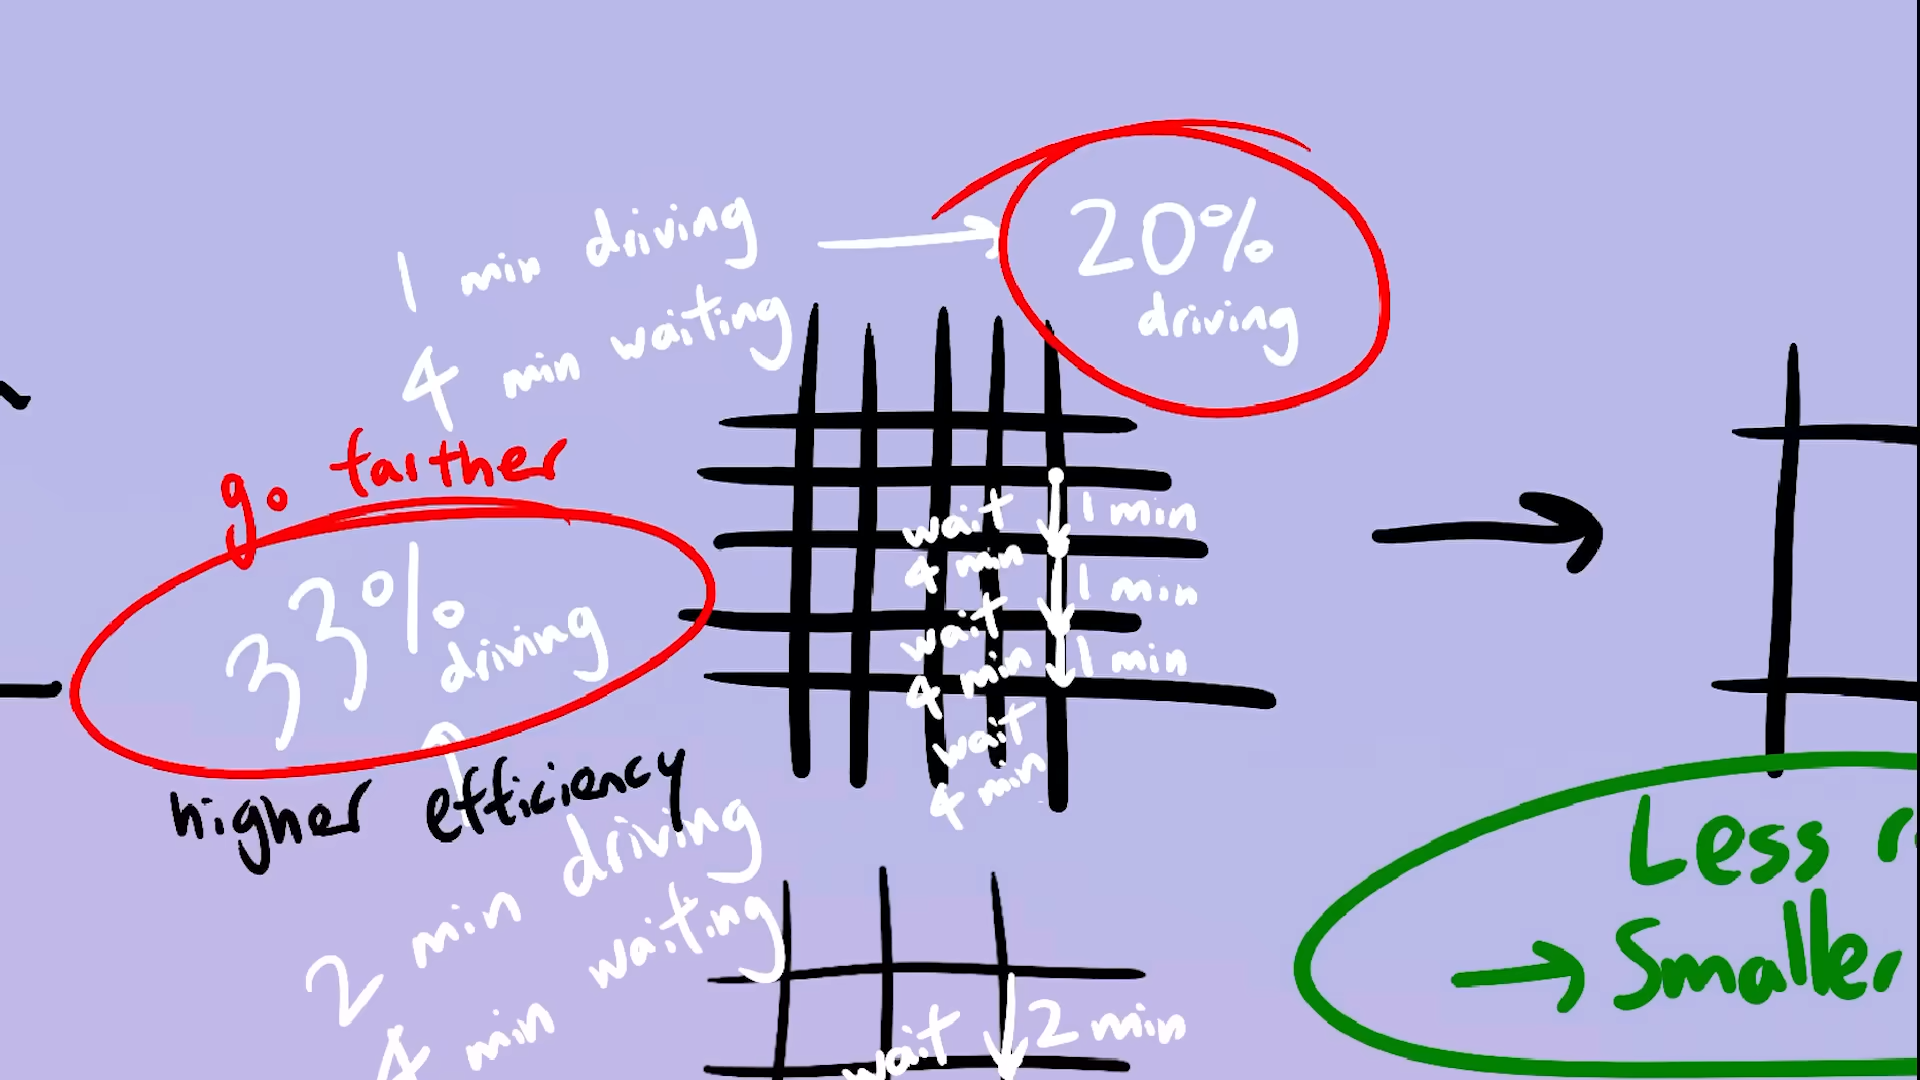 1 min driving
4 min waiting
20%
driving
go farther
33%
driving
higher efficiency
2 min driving
4 min waiting
wait
4 min
wait
4 min
wait
4 min
1 min
1 min
1 min
wait
2 min
Less
→ Smaller